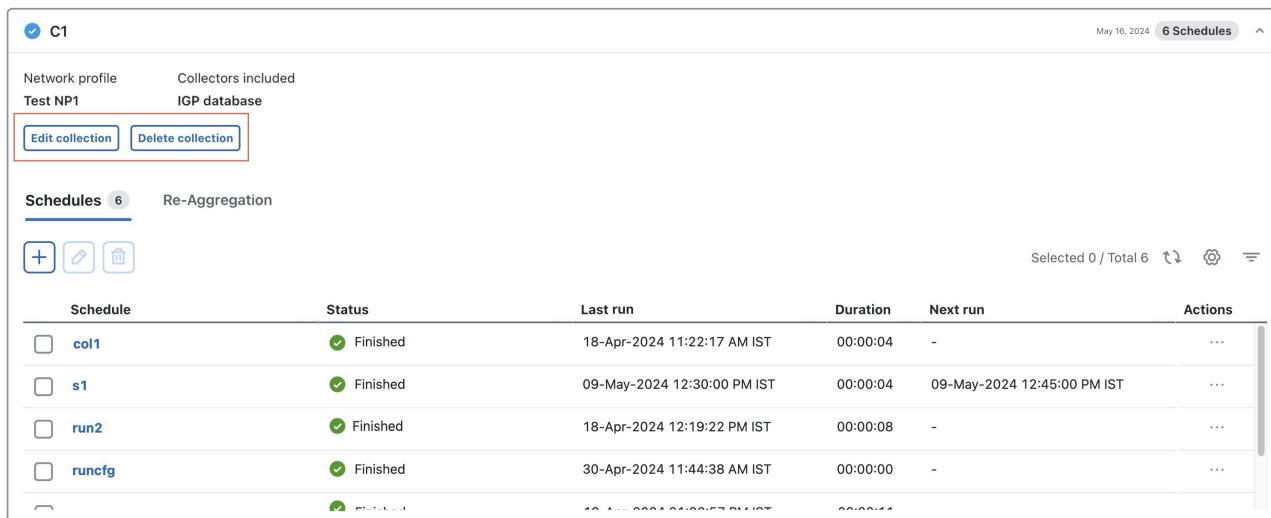 C1 May 16, 2024 6 Schedules
Network profile Collectors included
Test NP1 IGP database
Edit collection Delete collection
Schedules 6 Re-Aggregation
Selected 0 / Total 6
Schedule Status Last run Duration Next run Actions
col1 Finished 18-Apr-2024 11:22:17 AM IST 00:00:04 -
s1 Finished 09-May-2024 12:30:00 PM IST 00:00:04 09-May-2024 12:45:00 PM IST
run2 Finished 18-Apr-2024 12:19:22 PM IST 00:00:08 -
runcfg Finished 30-Apr-2024 11:44:38 AM IST 00:00:00 -
Finished